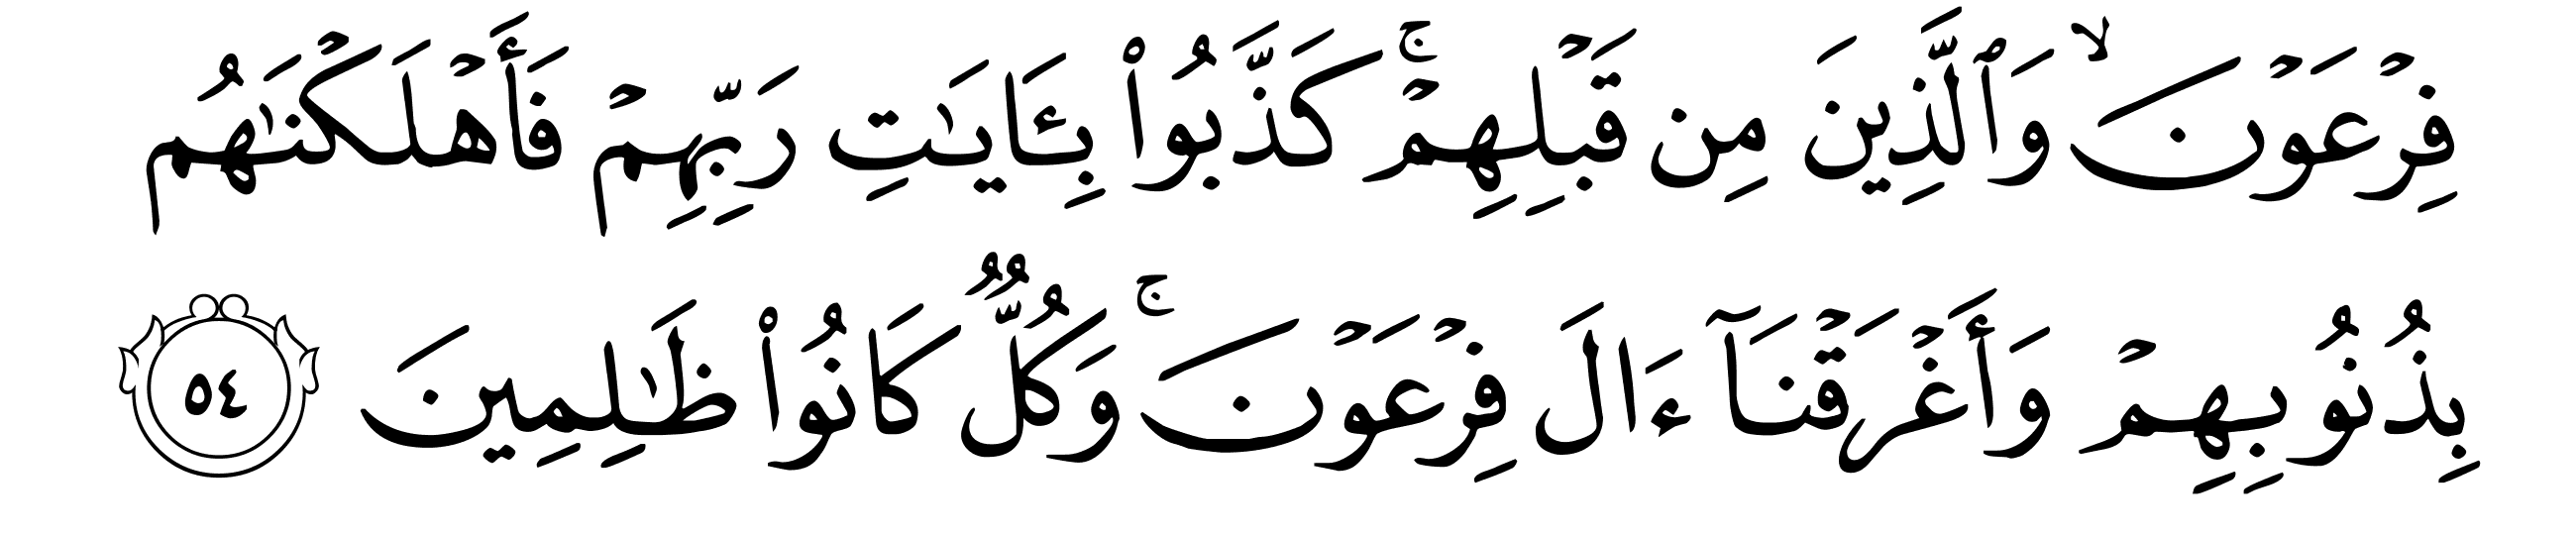 فِرۡعَوۡنَۙ وَٱلَّذِينَ مِن قَبۡلِهِمۡۚ كَذَّبُواْ بِـَٔايَٰتِ رَبِّهِمۡ فَأَهۡلَكۡنَٰهُم
بِذُنُوبِهِمۡ وَأَغۡرَقۡنَآ ءَالَ فِرۡعَوۡنَۚ وَكُلّٞ كَانُواْ ظَٰلِمِينَ ٥٤